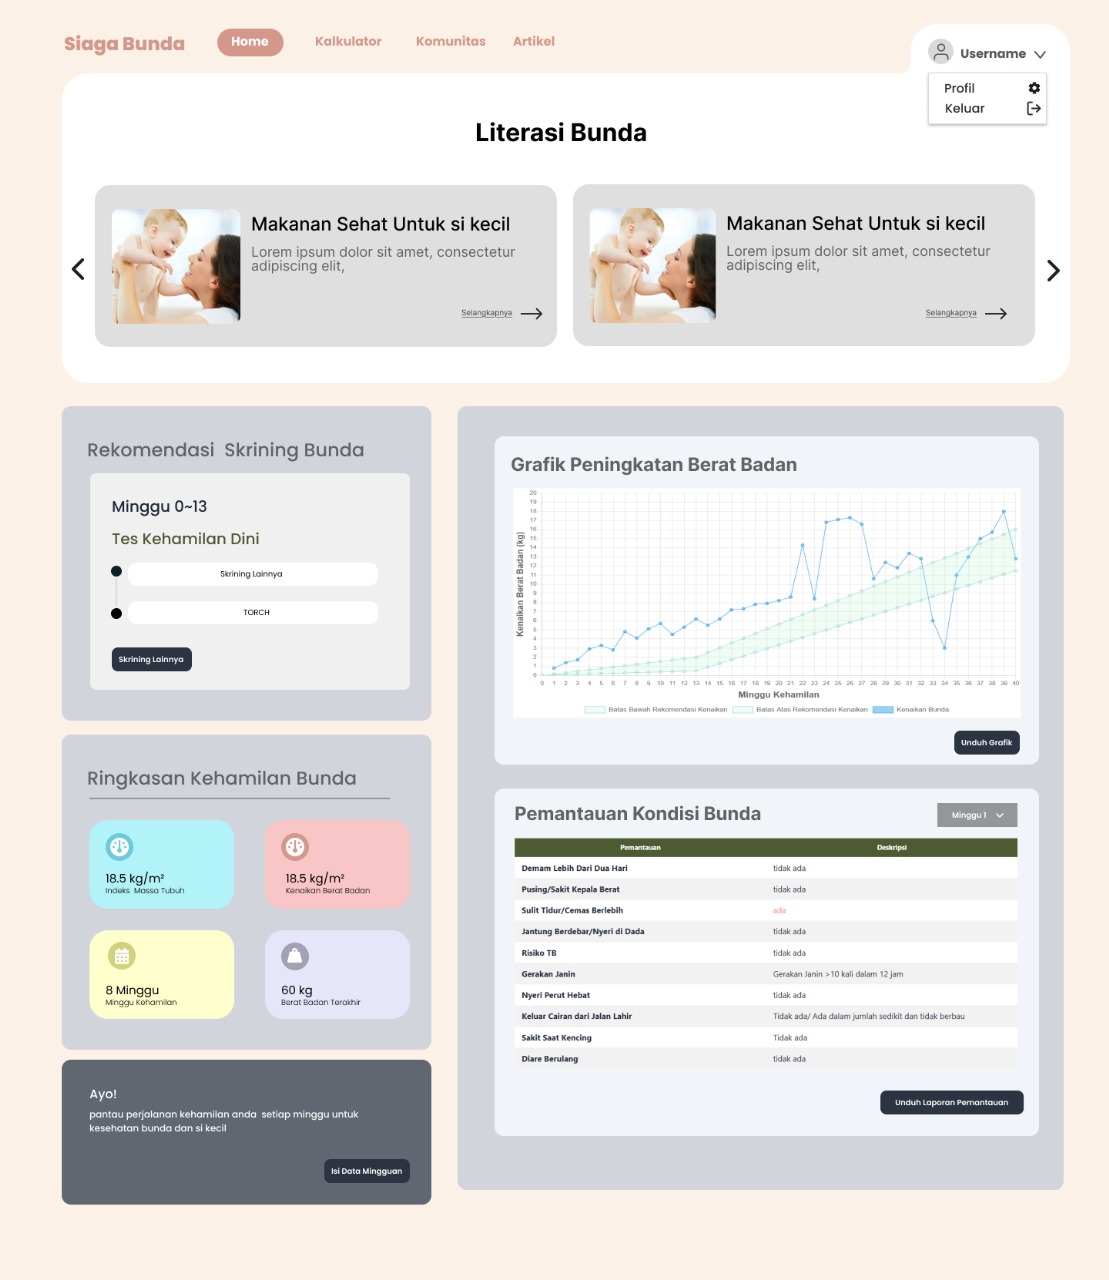 Siaga Bunda
Home
Kalkulator
Komunitas
Artikel
Username
Profil
Keluar
Literasi Bunda
Makanan Sehat Untuk si kecil
Lorem ipsum dolor sit amet, consectetur
adipiscing elit,
Selangkapnya
Makanan Sehat Untuk si kecil
Lorem ipsum dolor sit amet, consectetur
adipiscing elit,
Selangkapnya
Rekomendasi Skrining Bunda
Minggu 0~13
Tes Kehamilan Dini
Skrining Lainnya
TORCH
Skrining Lainnya
Ringkasan Kehamilan Bunda
18.5 kg/m²
Indeks Massa Tubuh
18.5 kg/m²
Kenaikan Berat Badan
8 Minggu
Minggu Kehamilan
60 kg
Berat Badan Terakhir
Ayo!
pantau perjalanan kehamilan anda setiap minggu untuk
kesehatan bunda dan si kecil
Isi Data Mingguan
Grafik Peningkatan Berat Badan
Kenaikan Berat Badan (kg)
20
19
18
17
16
15
14
13
12
11
10
9
8
7
6
5
4
3
2
1
0
0 1 2 3 4 5 6 7 8 9 10 11 12 13 14 15 16 17 18 19 20 21 22 23 24 25 26 27 28 29 30 31 32 33 34 35 36 37 38 39 40
Minggu Kehamilan
Batas Bawah Rekomendasi Kenaikan Batas Atas Rekomendasi Kenaikan Kenaikan Bunda
Unduh Grafik
Pemantauan Kondisi Bunda
Minggu 1
Pemantauan Deskripsi
Demam Lebih Dari Dua Hari tidak ada
Pusing/Sakit Kepala Berat tidak ada
Sulit Tidur/Cemas Berlebih ada
Jantung Berdebar/Nyeri di Dada tidak ada
Risiko TB tidak ada
Gerakan Janin Gerakan Janin >10 kali dalam 12 jam
Nyeri Perut Hebat tidak ada
Keluar Cairan dari Jalan Lahir Tidak ada/ Ada dalam jumlah sedikit dan tidak berbau
Sakit Saat Kencing Tidak ada
Diare Berulang tidak ada
Unduh Laporan Pemantauan